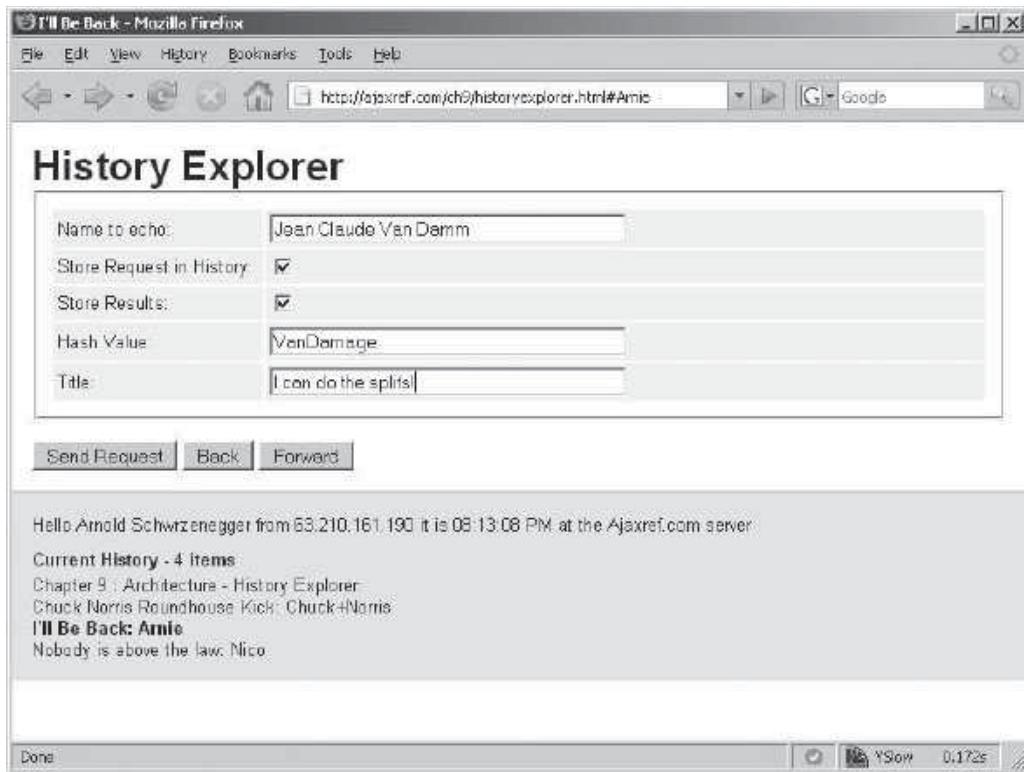 I'll Be Back - Mozilla Firefox
File Edit View History Bookmarks Tools Help
http://ajaxref.com/ch9/historyexplorer.html#Arnie
G Google
History Explorer
Name to echo: Jean Claude Van Damm
Store Request in History:
Store Results:
Hash Value: VanDamage
Title: I can do the splits!
Send Request Back Forward
Hello Arnold Schwrzenegger from 63.210.161.190 it is 08:13:08 PM at the Ajaxref.com server
Current History - 4 items
Chapter 9 : Architecture - History Explorer
Chuck Norris Roundhouse Kick: Chuck+Norris
I'll Be Back: Arnie
Nobody is above the law: Nico
Done YSlow 0.172s